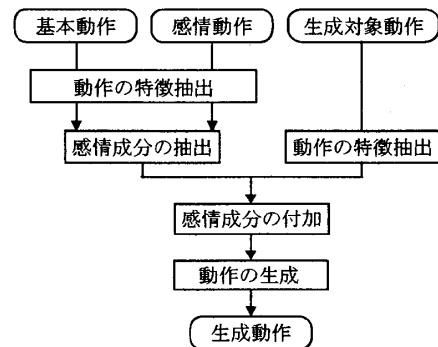 基本動作
感情動作
生成対象動作
動作の特徴抽出
感情成分の抽出
動作の特徴抽出
感情成分の付加
動作の生成
生成動作